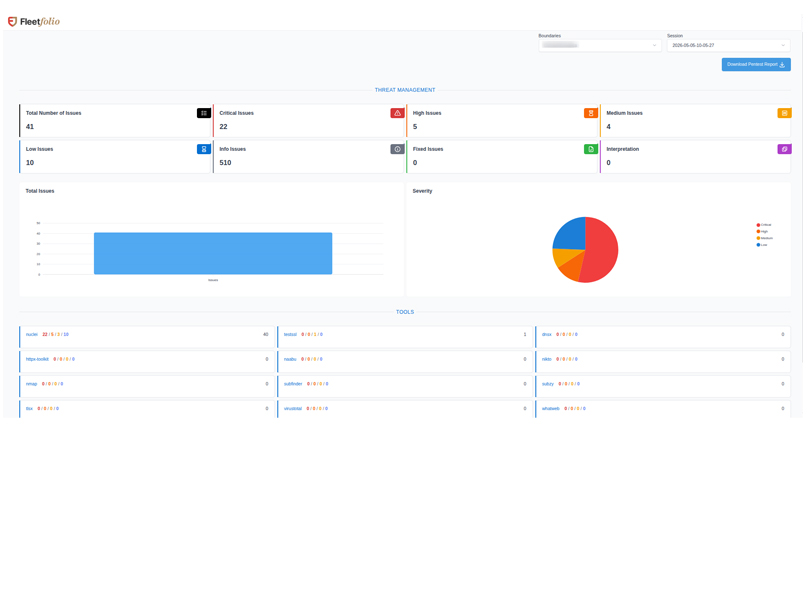 Fleetfolio
Boundaries
Session
2026-05-05-10-05-27
Download Pentest Report
THREAT MANAGEMENT
Total Number of Issues
41
Critical Issues
22
High Issues
5
Medium Issues
4
Low Issues
10
Info Issues
510
Fixed Issues
0
Interpretation
0
Total Issues
50
40
30
20
10
0
Issues
Severity
Critical
High
Medium
Low
TOOLS
nuclei 22 / 5 / 3 / 10 40
testssl 0 / 0 / 1 / 0 1
dnsx 0 / 0 / 0 / 0 0
httpx-toolkit 0 / 0 / 0 / 0 0
naabu 0 / 0 / 0 / 0 0
nikto 0 / 0 / 0 / 0 0
nmap 0 / 0 / 0 / 0 0
subfinder 0 / 0 / 0 / 0 0
subzy 0 / 0 / 0 / 0 0
tlsx 0 / 0 / 0 / 0 0
virustotal 0 / 0 / 0 / 0 0
whatweb 0 / 0 / 0 / 0 0